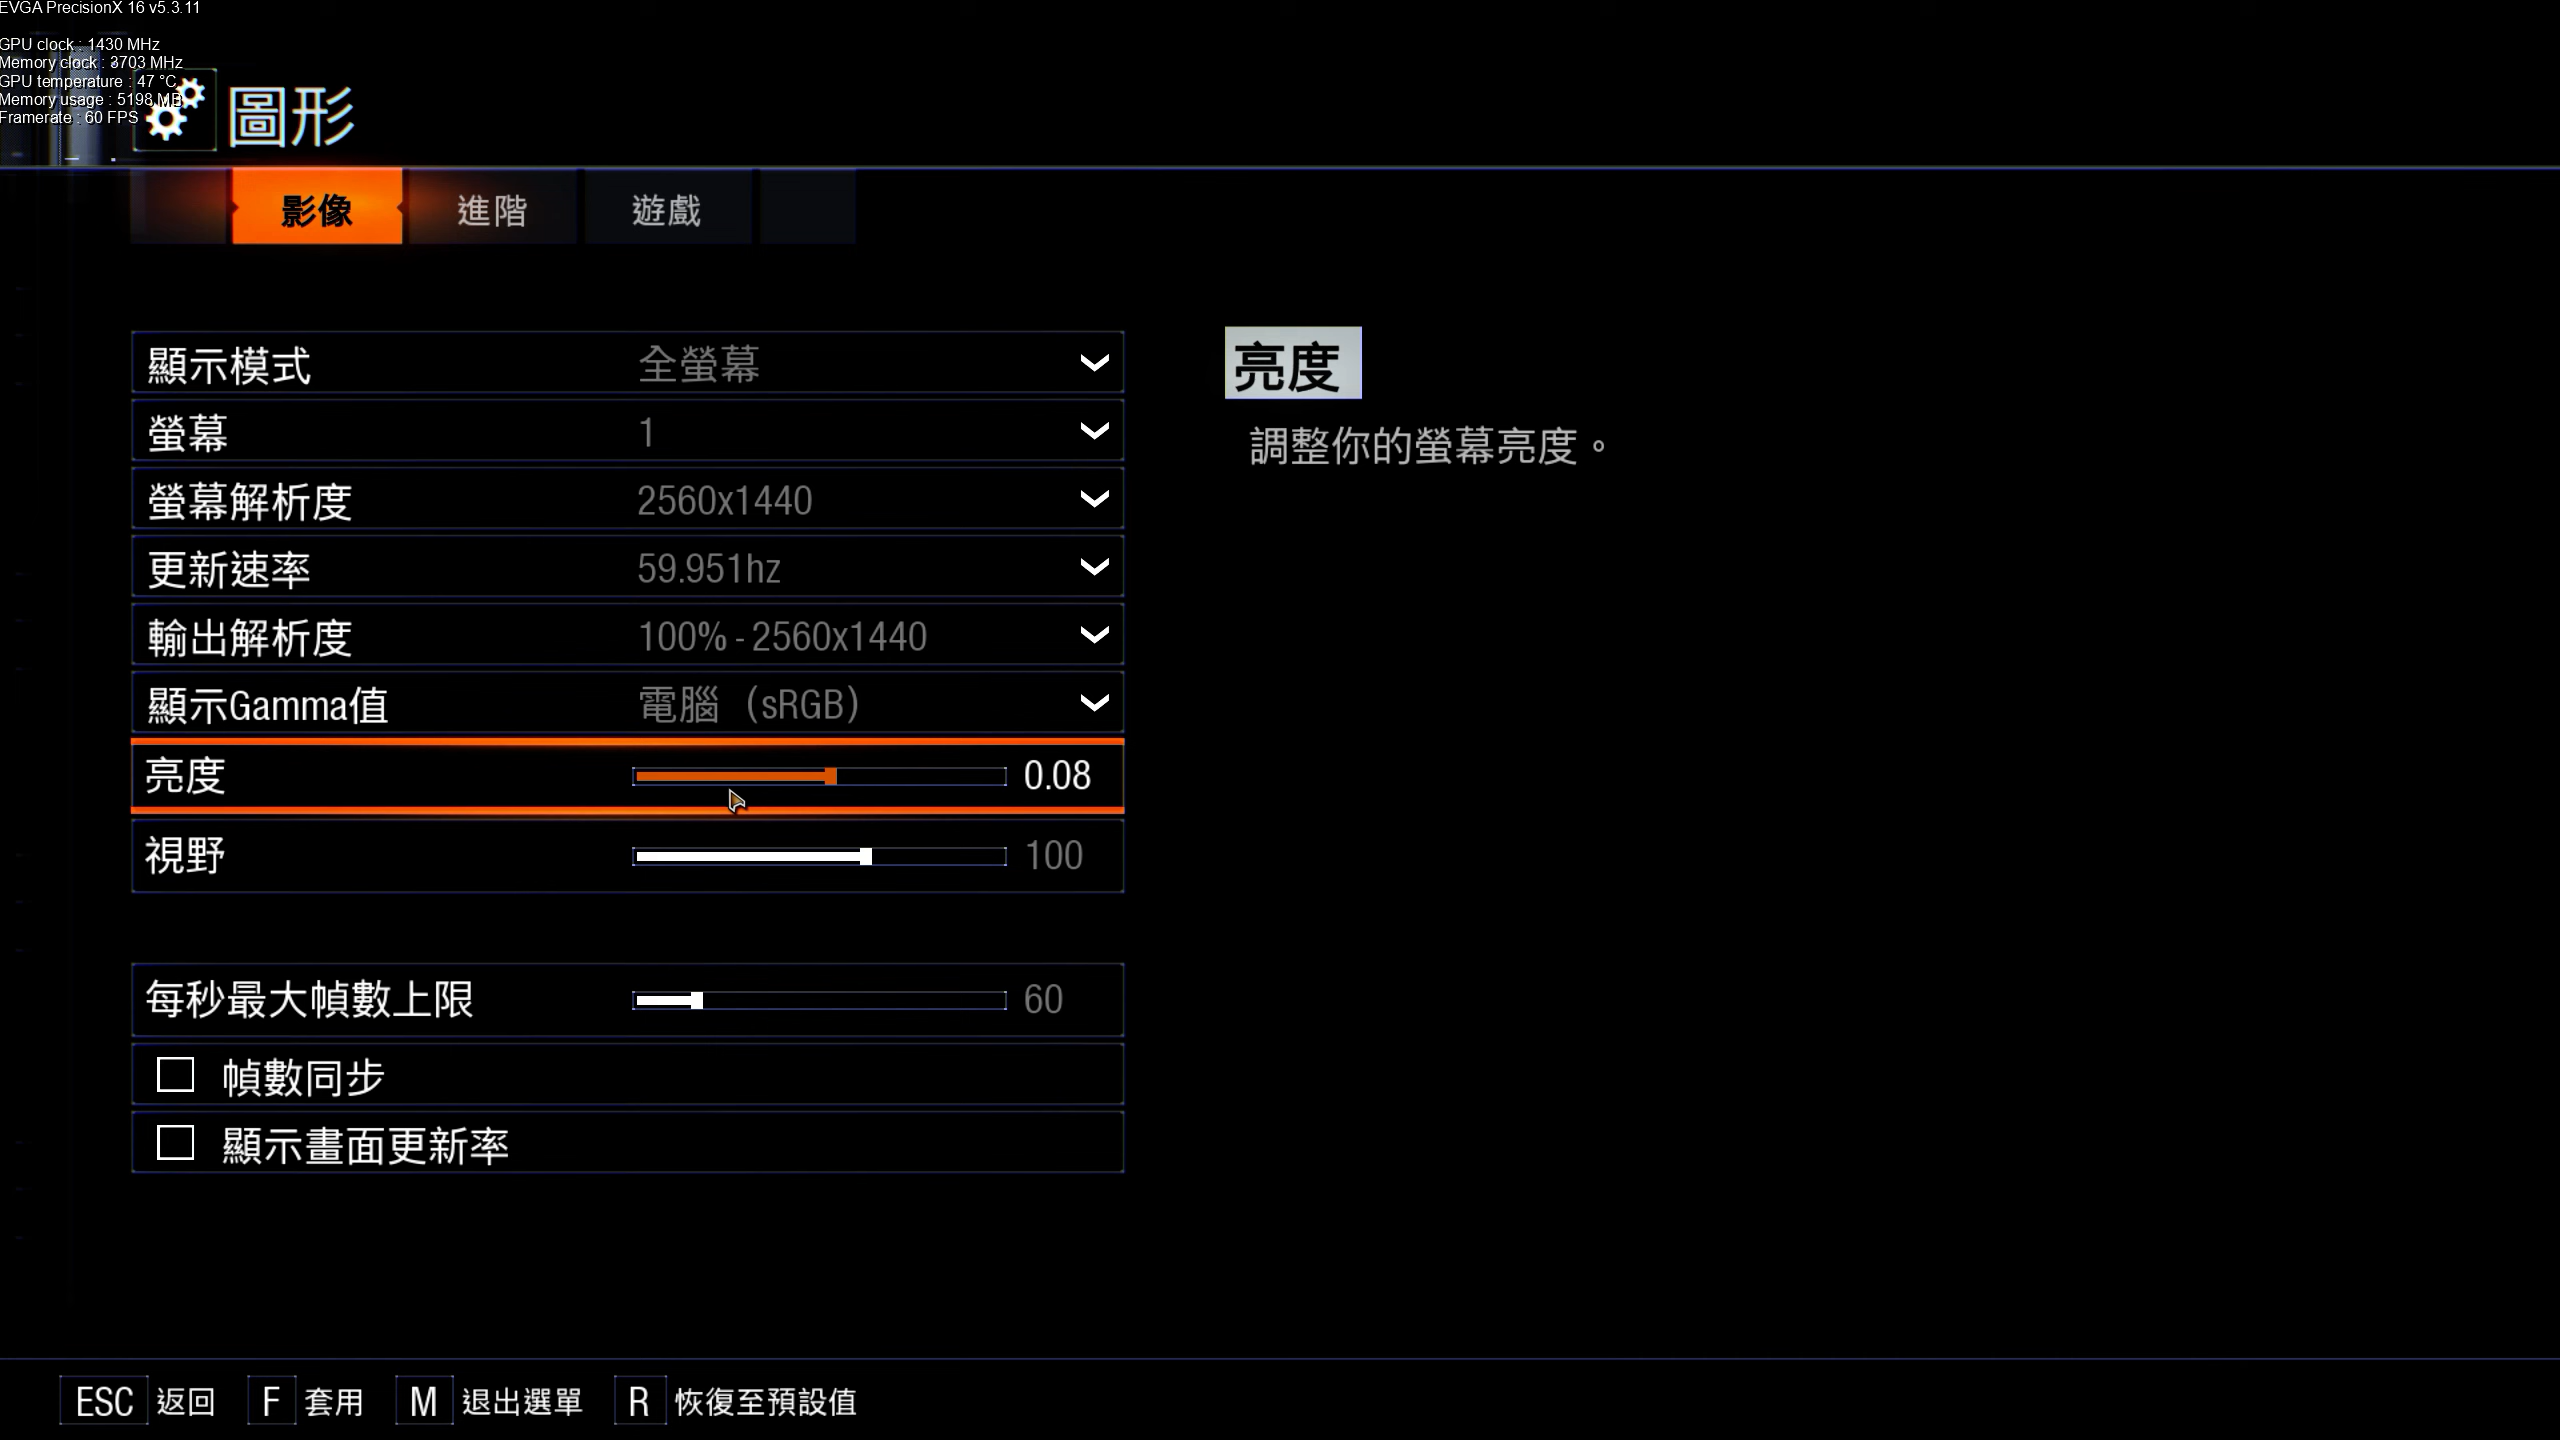 EVGA PrecisionX 16 v5.3.11
GPU clock : 1430 MHz
Memory clock : 3703 MHz
GPU temperature : 47 °C
Memory usage : 5198 MB
Framerate : 60 FPS
圖形
影像 進階 遊戲
顯示模式 全螢幕
螢幕 1
螢幕解析度 2560x1440
更新速率 59.951hz
輸出解析度 100% - 2560x1440
顯示Gamma值 電腦（sRGB）
亮度 0.08
視野 100
每秒最大幀數上限 60
幀數同步
顯示畫面更新率
亮度
調整你的螢幕亮度。
ESC 返回 F 套用 M 退出選單 R 恢復至預設值